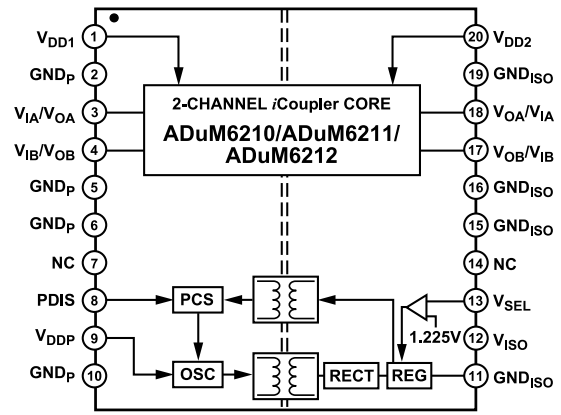 VDD1 1 20 VDD2
GNDP 2 19 GNDISO
2-CHANNEL iCoupler CORE
VIA/VOA 3 18 VOA/VIA
ADuM6210/ADuM6211/
ADuM6212
VIB/VOB 4 17 VOB/VIB
GNDP 5 16 GNDISO
GNDP 6 15 GNDISO
NC 7 14 NC
PDIS 8 PCS 13 VSEL
1.225V
VDDP 9 12 VISO
GNDP 10 OSC RECT REG 11 GNDISO